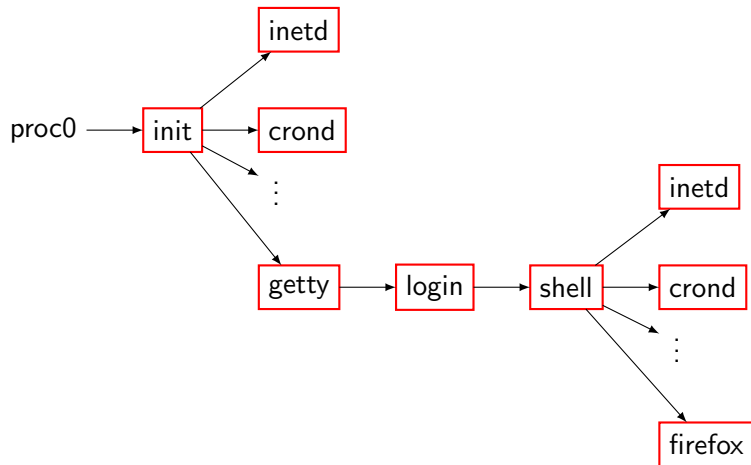 inetd
proc0
init
crond
⋮
getty
login
shell
inetd
crond
⋮
firefox